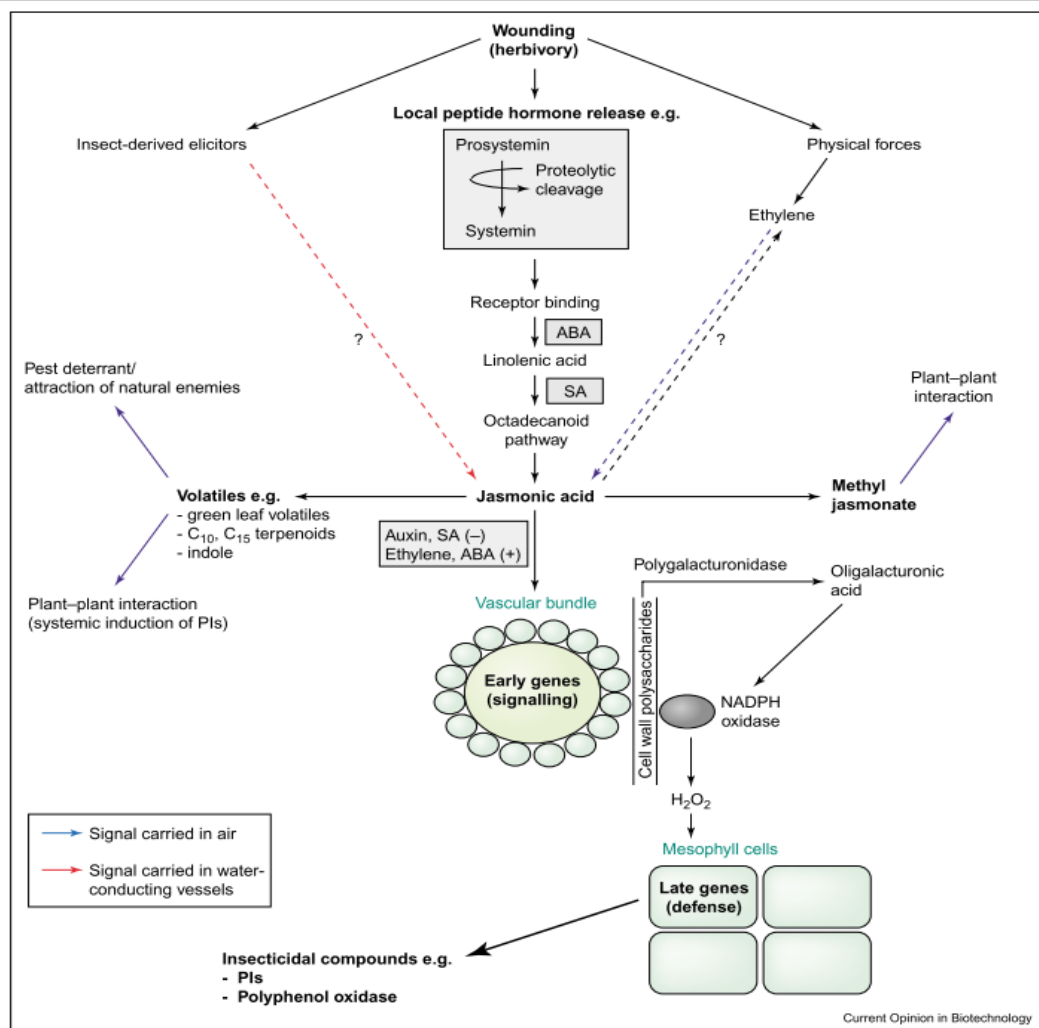 Wounding
(herbivory)
Local peptide hormone release e.g.
Insect-derived elicitors
Prosystemin
Proteolytic
cleavage
Systemin
Physical forces
Ethylene
Receptor binding
ABA
?
?
Linolenic acid
SA
Octadecanoid
pathway
Pest deterrant/
attraction of natural enemies
Plant–plant
interaction
Jasmonic acid
Volatiles e.g.
- green leaf volatiles
- C₁₀, C₁₅ terpenoids
- indole
Methyl
jasmonate
Auxin, SA (–)
Ethylene, ABA (+)
Plant–plant interaction
(systemic induction of PIs)
Polygalacturonidase
Oligalacturonic
acid
Vascular bundle
Early genes
(signalling)
Cell wall polysaccharides
NADPH
oxidase
H₂O₂
Signal carried in air
Signal carried in water-
conducting vessels
Mesophyll cells
Late genes
(defense)
Insecticidal compounds e.g.
- PIs
- Polyphenol oxidase
Current Opinion in Biotechnology